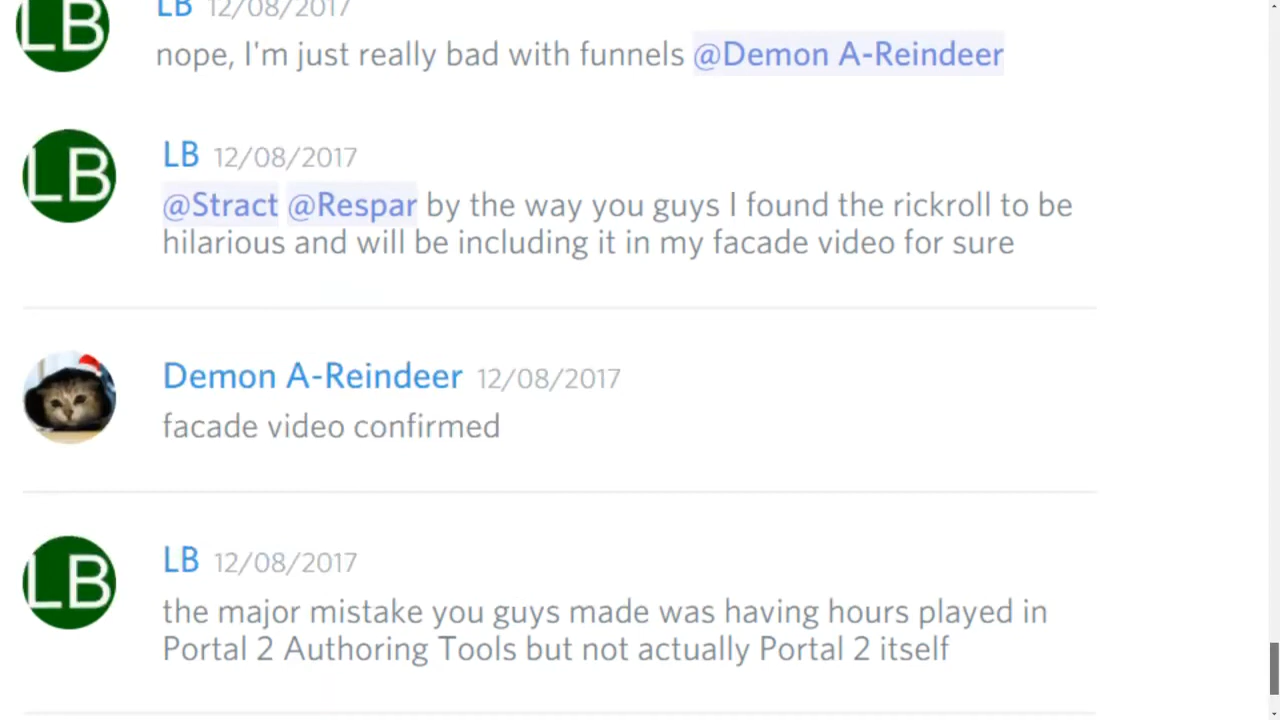 LB
LB 12/08/2017
nope, I'm just really bad with funnels @Demon A-Reindeer
LB
LB 12/08/2017
@Stract @Respar by the way you guys I found the rickroll to be
hilarious and will be including it in my facade video for sure
Demon A-Reindeer 12/08/2017
facade video confirmed
LB
LB 12/08/2017
the major mistake you guys made was having hours played in
Portal 2 Authoring Tools but not actually Portal 2 itself